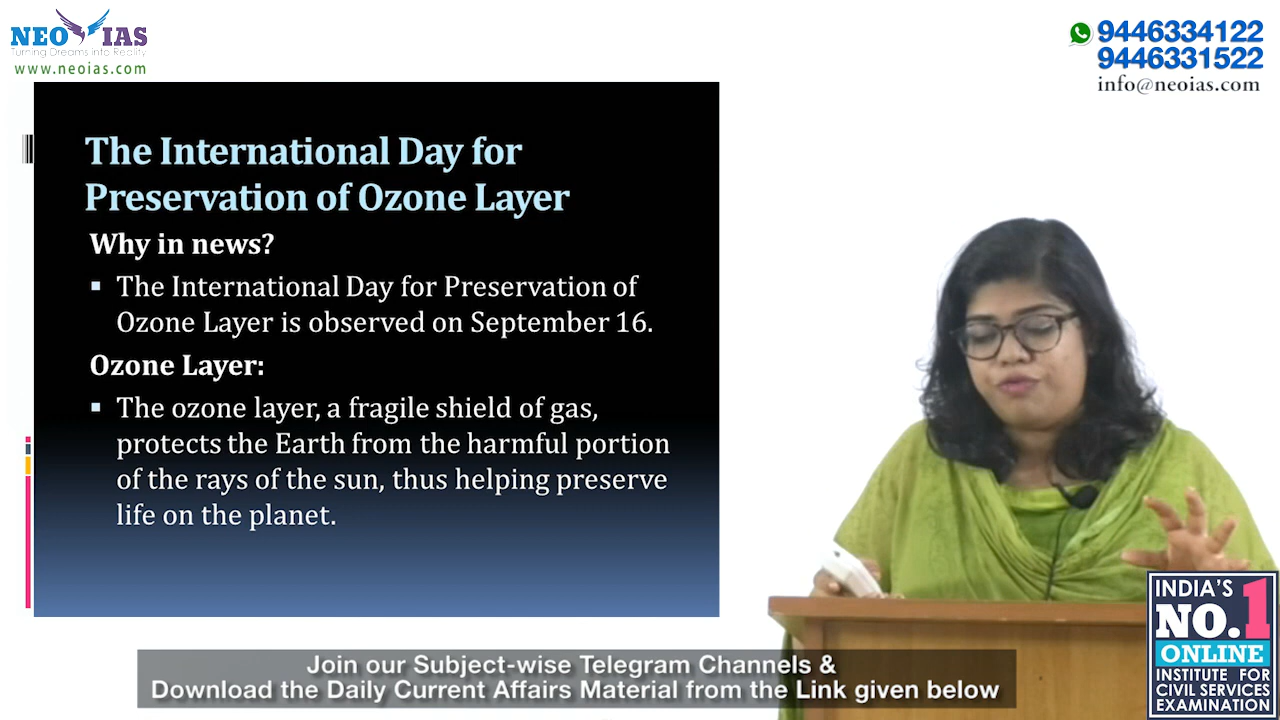 NEO IAS
Turning Dreams Into Reality
www.neoias.com
9446334122
9446331522
info@neoias.com
The International Day for
Preservation of Ozone Layer
Why in news?
The International Day for Preservation of
Ozone Layer is observed on September 16.
Ozone Layer:
The ozone layer, a fragile shield of gas,
protects the Earth from the harmful portion
of the rays of the sun, thus helping preserve
life on the planet.
INDIA'S
NO.1
ONLINE
INSTITUTE FOR
CIVIL SERVICES
EXAMINATION
Join our Subject-wise Telegram Channels &
Download the Daily Current Affairs Material from the Link given below